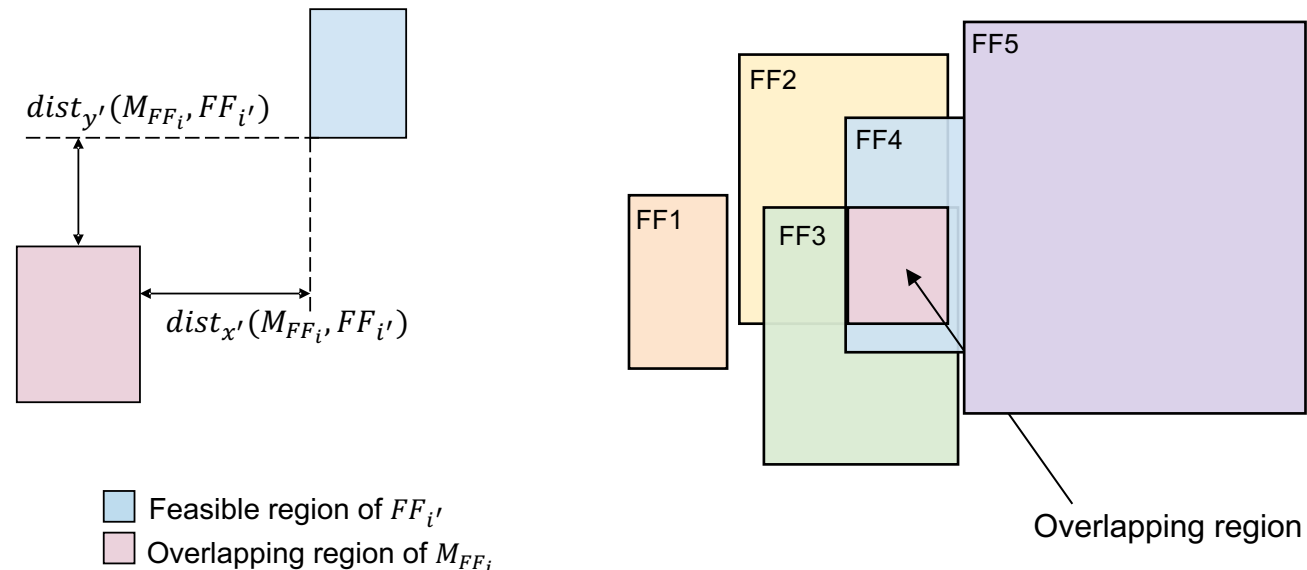 dist_{y'}(M_{FF_i}, FF_{i'})
dist_{x'}(M_{FF_i}, FF_{i'})
Feasible region of FF_{i'}
Overlapping region of M_{FF_i}
FF1
FF2
FF3
FF4
FF5
Overlapping region